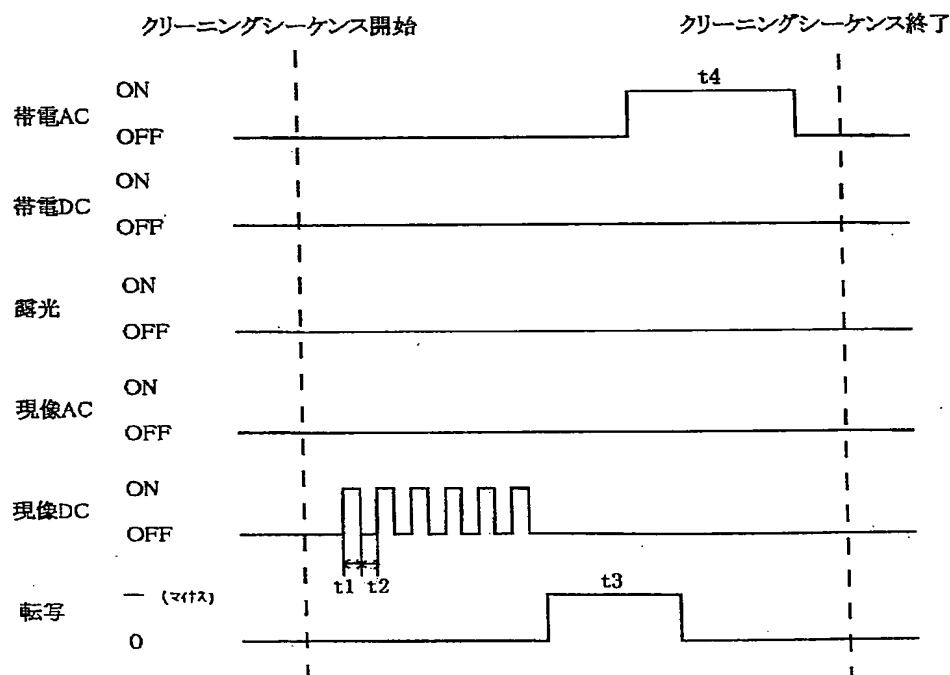 クリーニングシーケンス開始
クリーニングシーケンス終了
帯電AC
ON
OFF
t4
帯電DC
ON
OFF
露光
ON
OFF
現像AC
ON
OFF
現像DC
ON
OFF
t1
t2
転写
― (マイナス)
0
t3